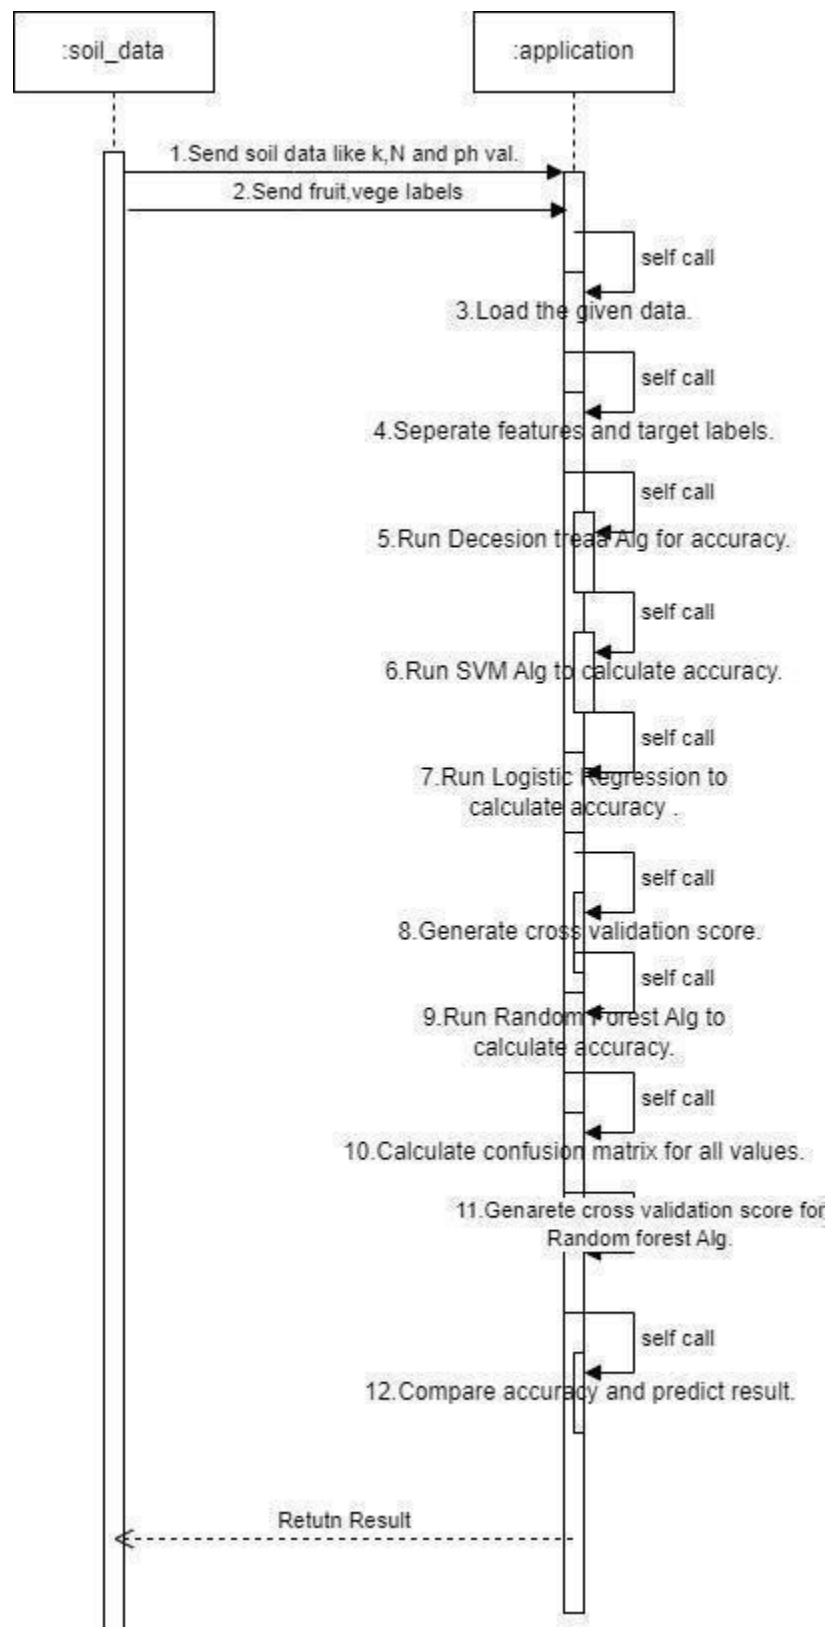 :soil_data
:application
1.Send soil data like k,N and ph val.
2.Send fruit,vege labels
self call
3.Load the given data.
self call
4.Seperate features and target labels.
self call
5.Run Decesion treaa Alg for accuracy.
self call
6.Run SVM Alg to calculate accuracy.
self call
7.Run Logistic Regression to
calculate accuracy .
self call
8.Generate cross validation score.
self call
9.Run Random Forest Alg to
calculate accuracy.
self call
10.Calculate confusion matrix for all values.
11.Genarete cross validation score for
Random forest Alg.
self call
12.Compare accuracy and predict result.
Retutn Result